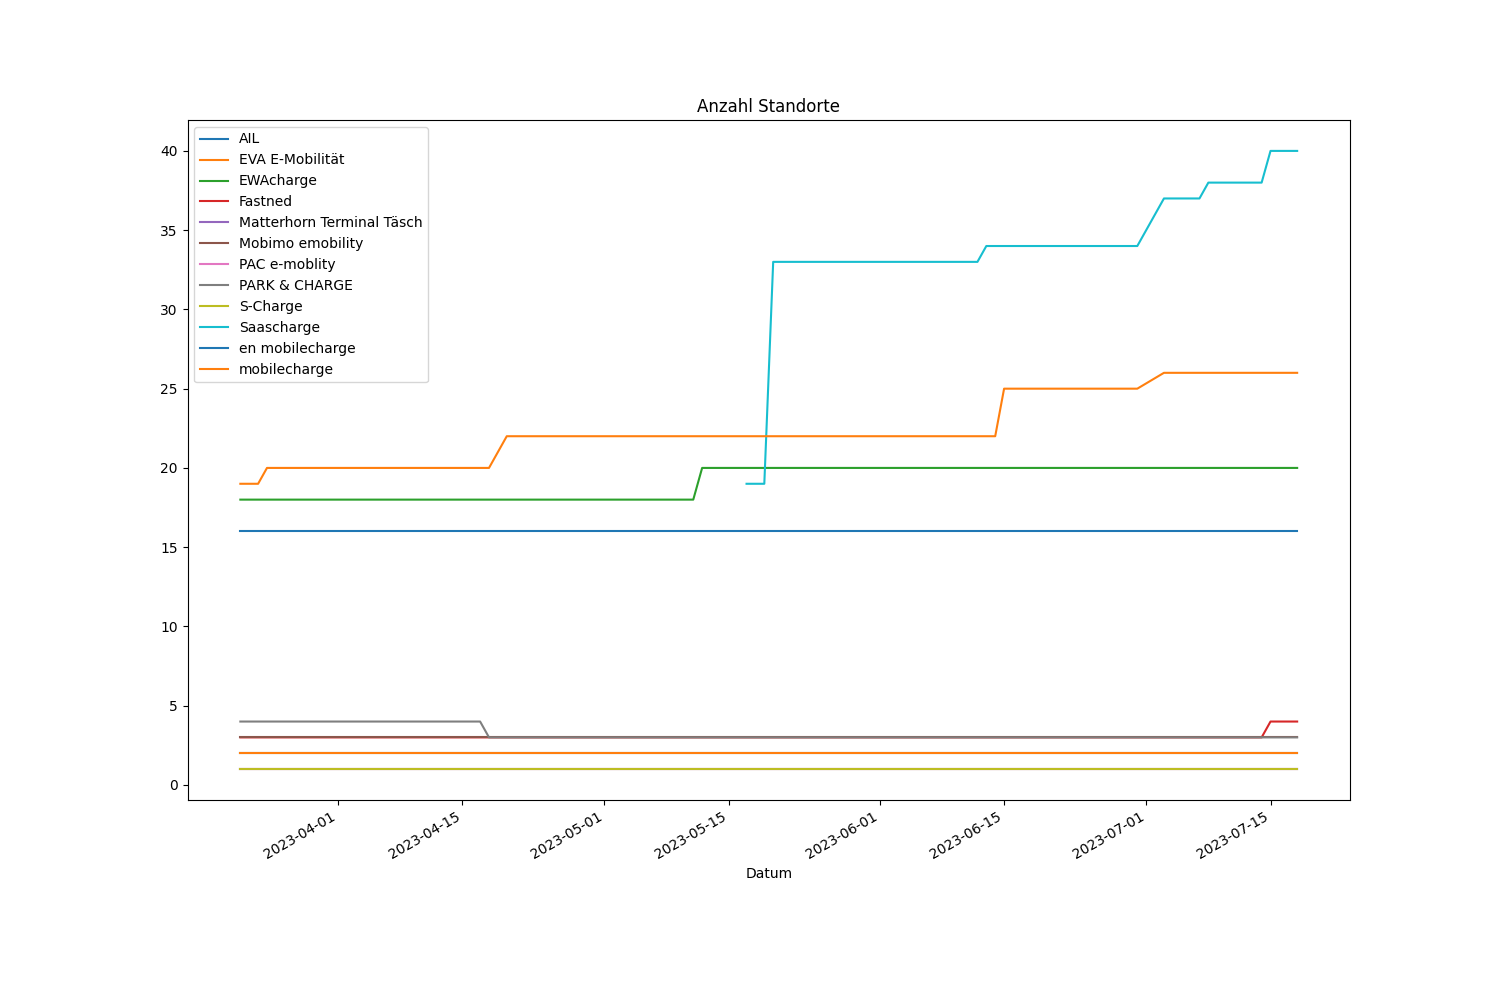 Anzahl Standorte
AIL
EVA E-Mobilität
EWAcharge
Fastned
Matterhorn Terminal Täsch
Mobimo emobility
PAC e-moblity
PARK & CHARGE
S-Charge
Saascharge
en mobilecharge
mobilecharge
40
35
30
25
20
15
10
5
0
2023-04-01
2023-04-15
2023-05-01
2023-05-15
2023-06-01
2023-06-15
2023-07-01
2023-07-15
Datum